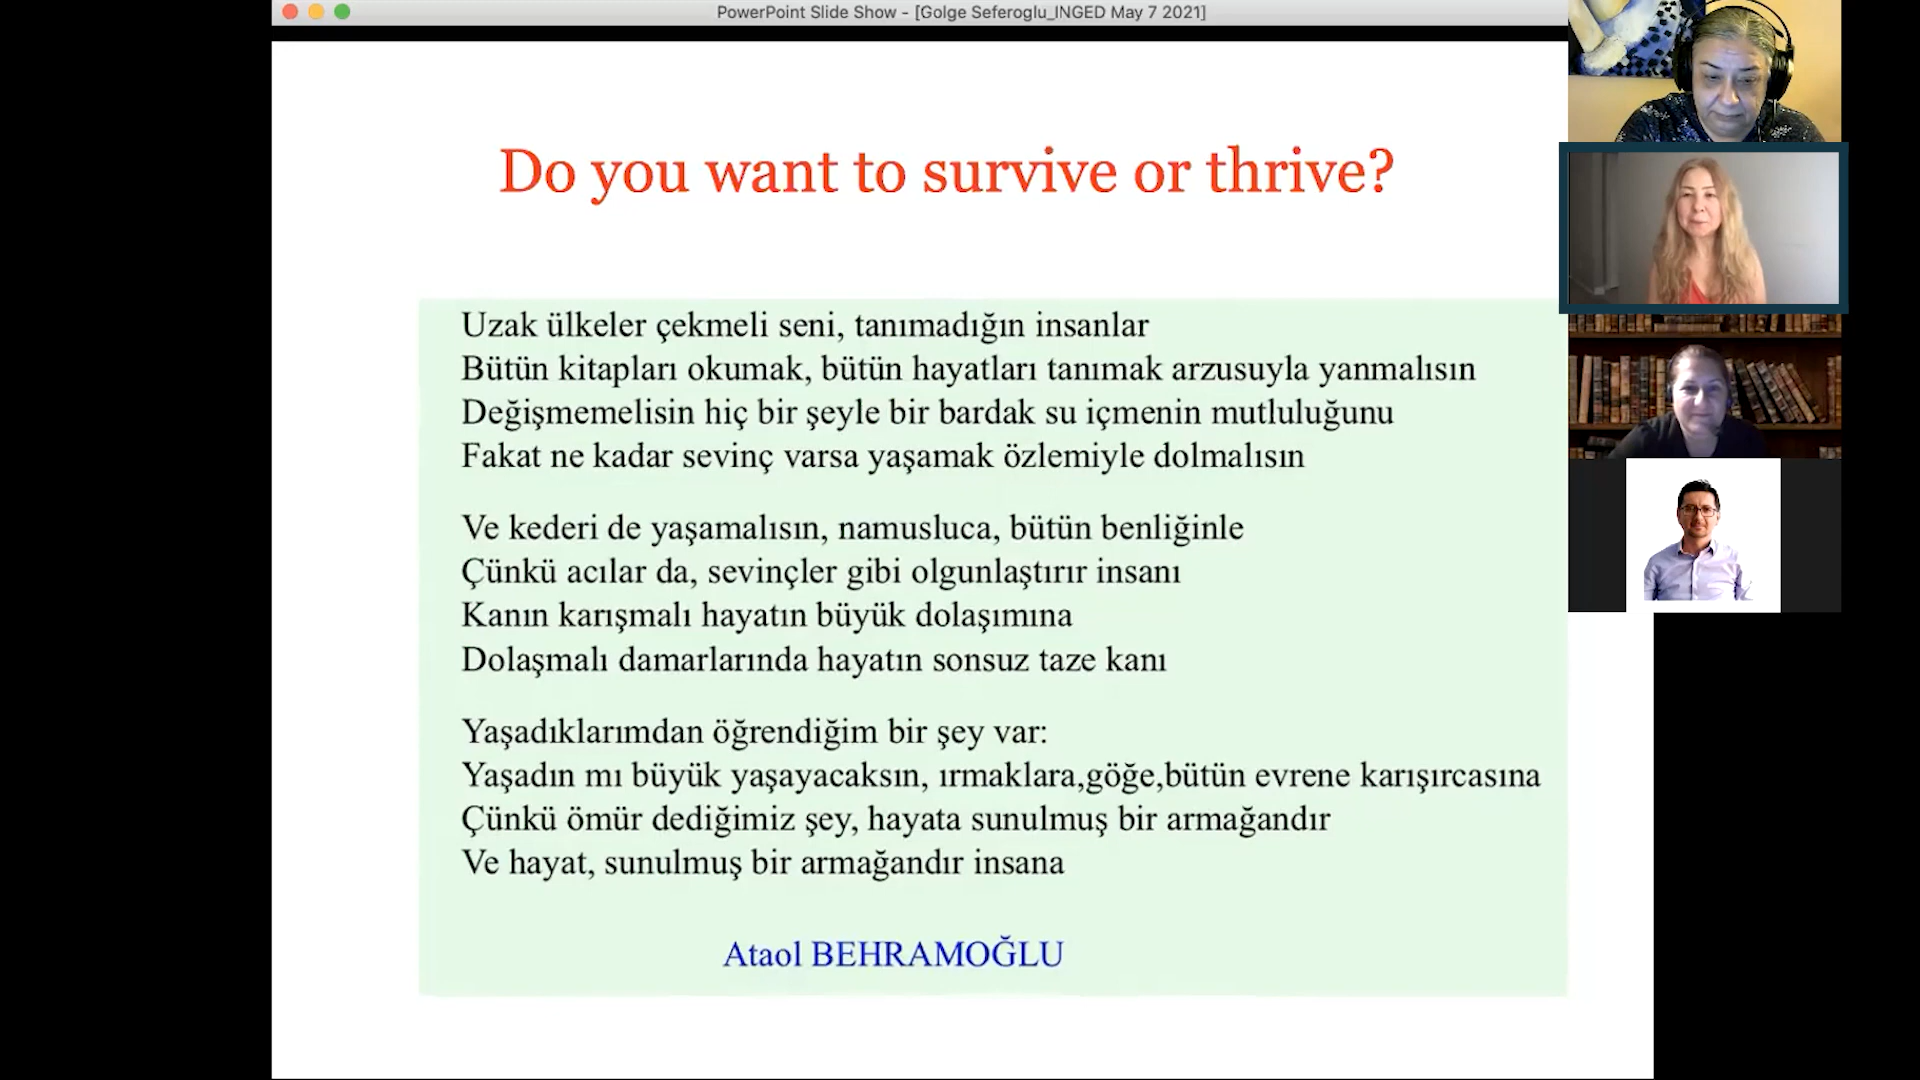 PowerPoint Slide Show - [Golge Seferoglu_INGED May 7 2021]
Do you want to survive or thrive?
Uzak ülkeler çekmeli seni, tanımadığın insanlar
Bütün kitapları okumak, bütün hayatları tanımak arzusuyla yanmalısın
Değişmemelisin hiç bir şeyle bir bardak su içmenin mutluluğunu
Fakat ne kadar sevinç varsa yaşamak özlemiyle dolmalısın
Ve kederi de yaşamalısın, namusluca, bütün benliğinle
Çünkü acılar da, sevinçler gibi olgunlaştırır insanı
Kanın karışmalı hayatın büyük dolaşımına
Dolaşmalı damarlarında hayatın sonsuz taze kanı
Yaşadıklarımdan öğrendiğim bir şey var:
Yaşadın mı büyük yaşayacaksın, ırmaklara,göğe,bütün evrene karışırcasına
Çünkü ömür dediğimiz şey, hayata sunulmuş bir armağandır
Ve hayat, sunulmuş bir armağandır insana
Ataol BEHRAMOĞLU